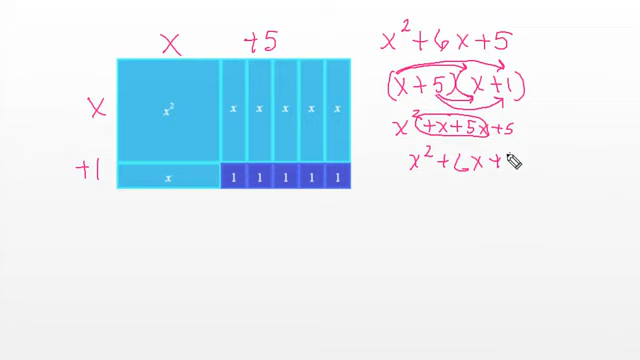 x +5
x
+1
x² x x x x x
x 1 1 1 1 1
x² + 6x + 5
(x + 5)(x + 1)
x² + x + 5x + 5
x² + 6x +